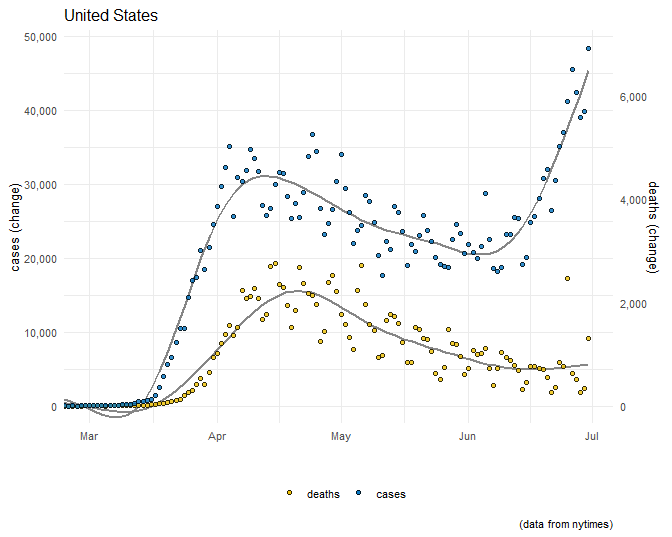 United States
50,000
40,000
30,000
20,000
10,000
0
cases (change)
6,000
4,000
2,000
0
deaths (change)
Mar Apr May Jun Jul
deaths cases
(data from nytimes)